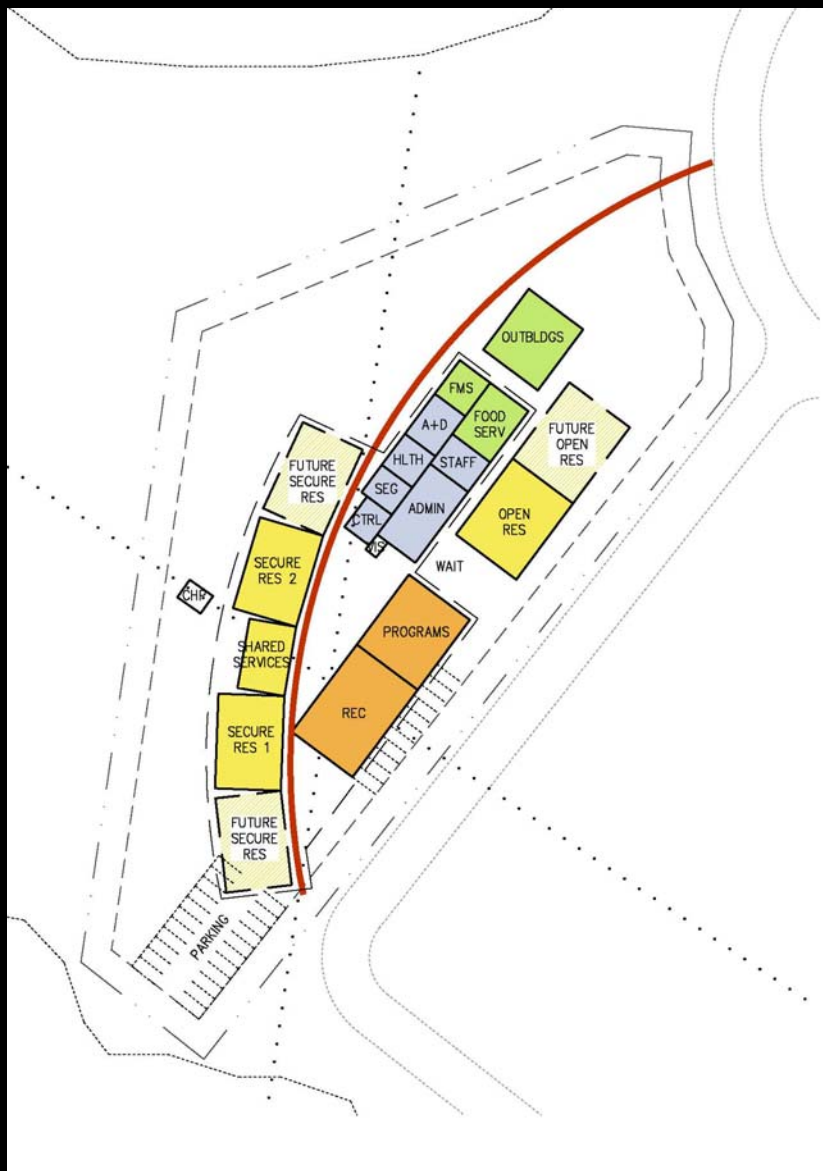 OUTBLDGS
FMS
FOOD
SERV
A+D
HLTH
STAFF
SEG
ADMIN
CTRL
FUTURE
OPEN
RES
OPEN
RES
WAIT
FUTURE
SECURE
RES
SECURE
RES 2
CHP
SHARED
SERVICES
PROGRAMS
REC
SECURE
RES 1
FUTURE
SECURE
RES
PARKING